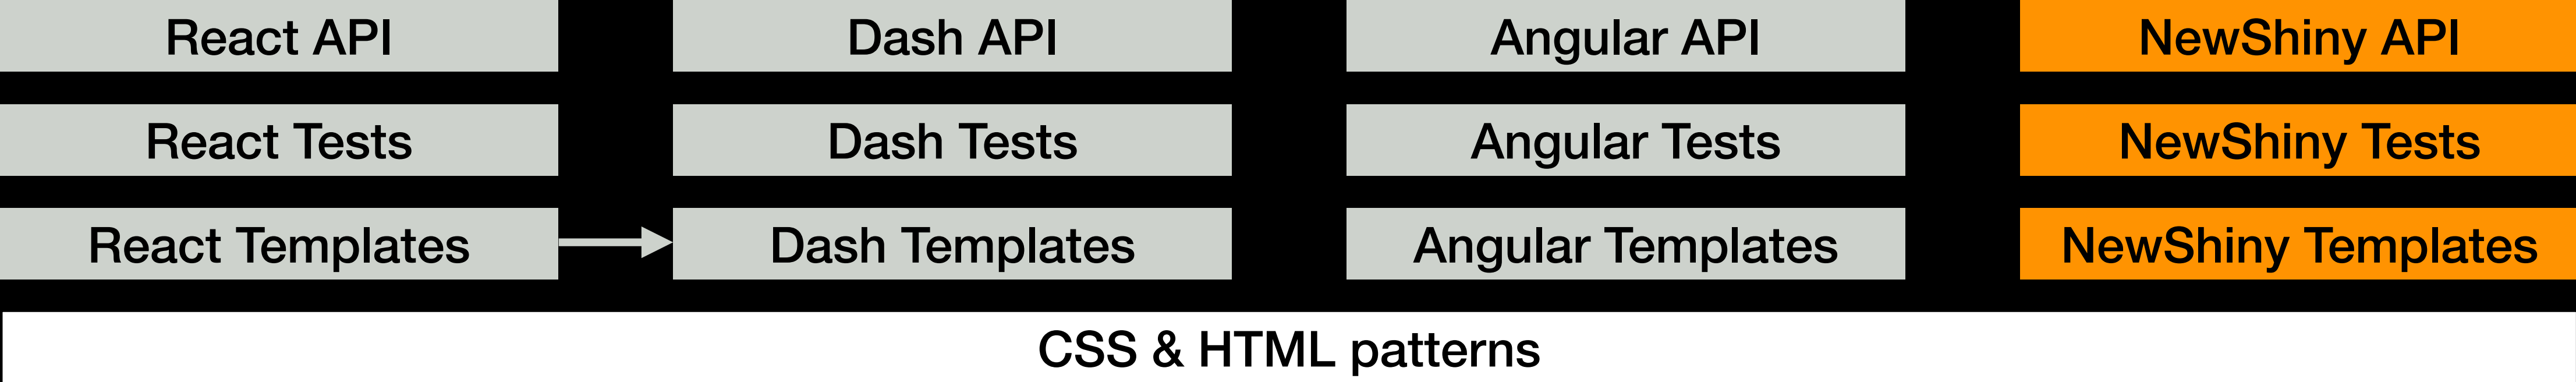 React API
Dash API
Angular API
NewShiny API
React Tests
Dash Tests
Angular Tests
NewShiny Tests
React Templates
Dash Templates
Angular Templates
NewShiny Templates
CSS & HTML patterns